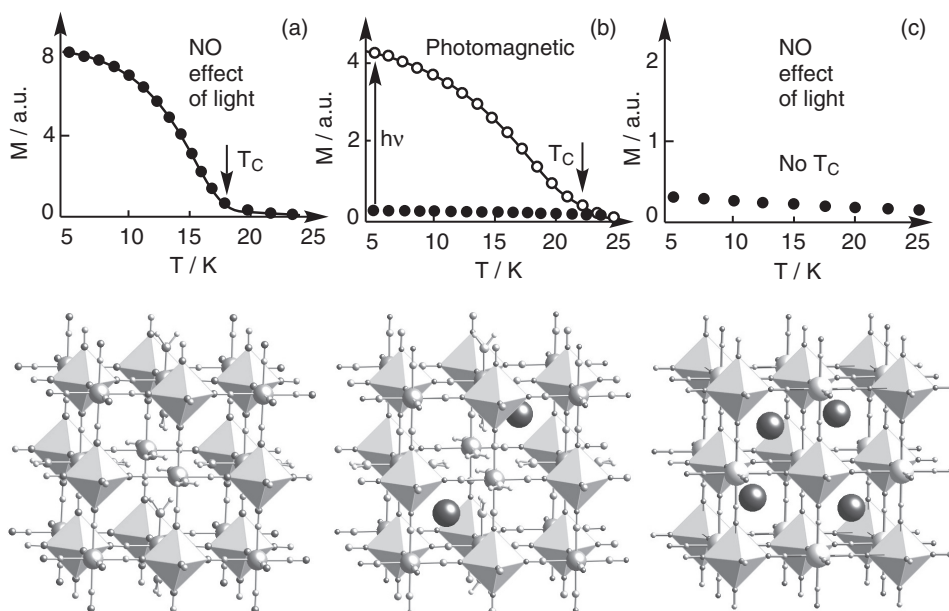 (a)
NO
effect
of light
M / a.u.
8
4
0
T_C
5 10 15 20 25
T / K
(b)
Photomagnetic
M / a.u.
4
2
0
hν
T_C
5 10 15 20 25
T / K
(c)
NO
effect
of light
No T_C
M / a.u.
2
1
0
5 10 15 20 25
T / K